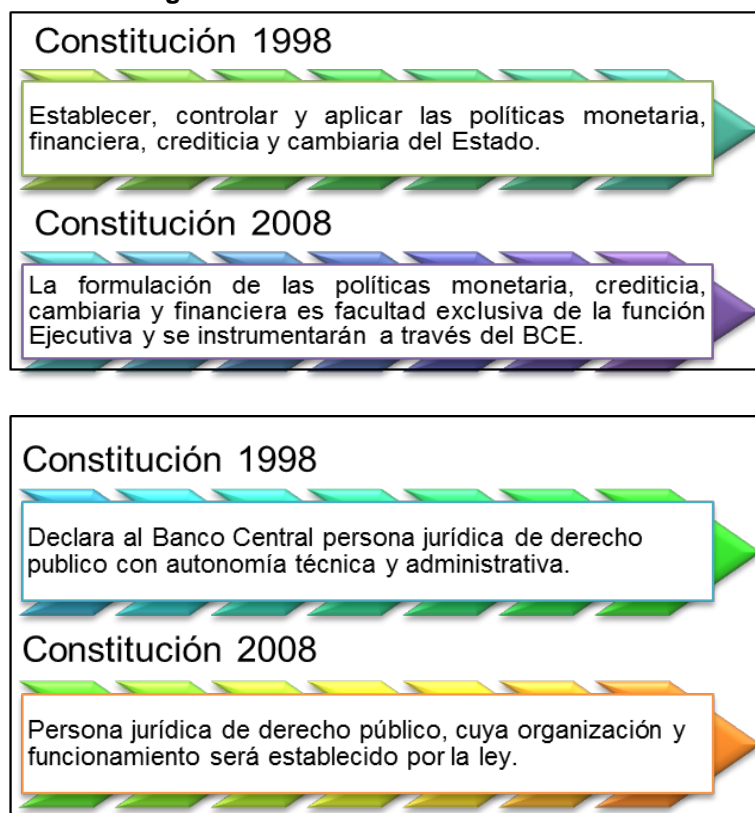 Constitución 1998
Establecer, controlar y aplicar las políticas monetaria,
financiera, crediticia y cambiaria del Estado.
Constitución 2008
La formulación de las políticas monetaria, crediticia,
cambiaria y financiera es facultad exclusiva de la función
Ejecutiva y se instrumentarán a través del BCE.
Constitución 1998
Declara al Banco Central persona jurídica de derecho
publico con autonomía técnica y administrativa.
Constitución 2008
Persona jurídica de derecho público, cuya organización y
funcionamiento será establecido por la ley.